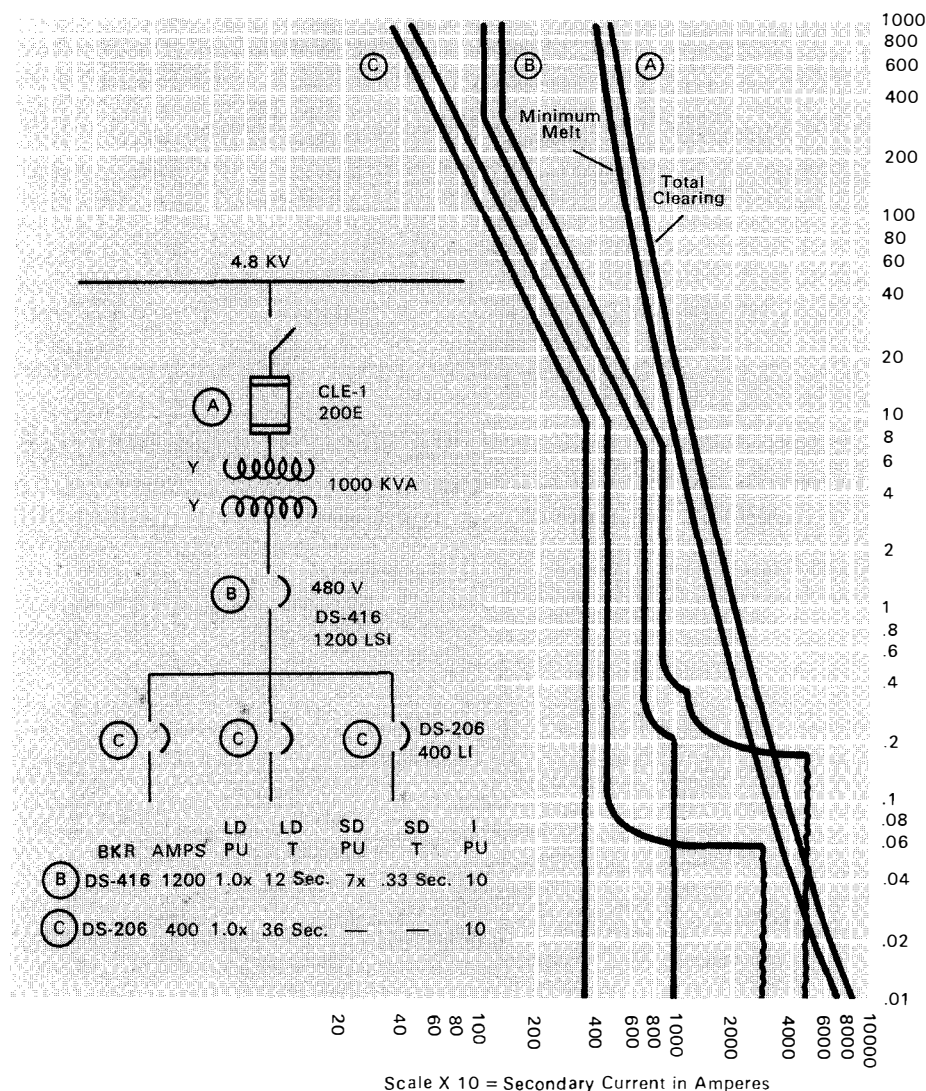 1000
800
600
400
200
100
80
60
40
20
10
8
6
4
2
1
.8
.6
.4
.2
.1
.08
.06
.04
.02
.01
C
B
A
Minimum
Melt
Total
Clearing
4.8 KV
A
CLE-1
200E
Y
Y
1000 KVA
B
480 V
DS-416
1200 LSI
C
C
C
DS-206
400 LI
LD LD SD SD I
BKR AMPS PU T PU T PU
B DS-416 1200 1.0x 12 Sec. 7x .33 Sec. 10
C DS-206 400 1.0x 36 Sec. — — 10
20 40 60 80 100 200 400 600 800 1000 2000 4000 6000 8000 10000
Scale X 10 = Secondary Current in Amperes